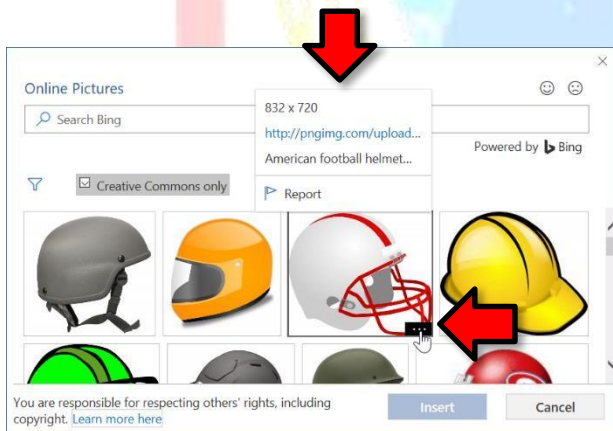 Online Pictures
832 x 720
Search Bing
http://pngimg.com/upload...
American football helmet...
Powered by Bing
Creative Commons only
Report
You are responsible for respecting others' rights, including
copyright. Learn more here
Insert
Cancel